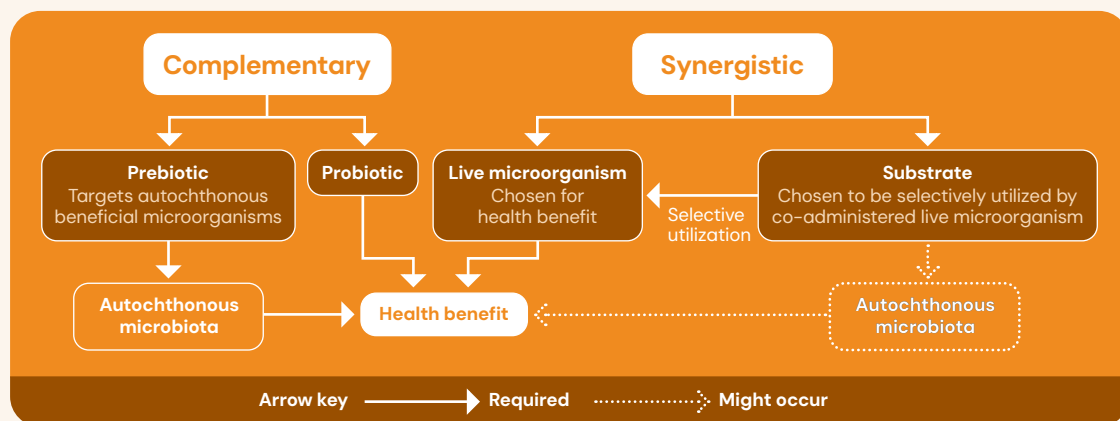 Complementary
Synergistic
Prebiotic
Targets autochthonous
beneficial microorganisms
Probiotic
Live microorganism
Chosen for
health benefit
Selective
utilization
Substrate
Chosen to be selectively utilized by
co-administered live microorganism
Autochthonous
microbiota
Health benefit
Autochthonous
microbiota
Arrow key
Required
Might occur